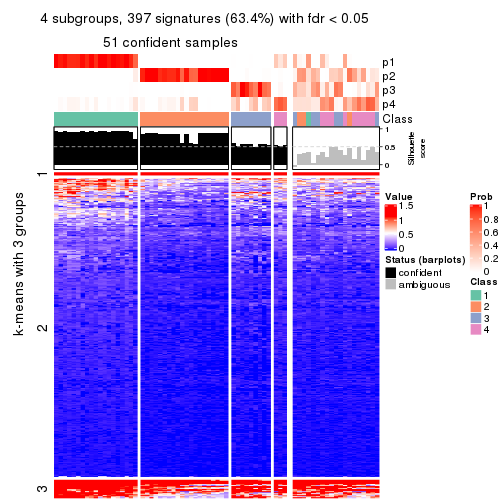 4 subgroups, 397 signatures (63.4%) with fdr < 0.05
51 confident samples
p1
p2
p3
p4
Class
1
0.5
0
Silhouette
score
k-means with 3 groups
1
2
3
Value
1.5
1
0.5
0
Status (barplots)
confident
ambiguous
Prob
1
0.8
0.6
0.4
0.2
0
Class
1
2
3
4